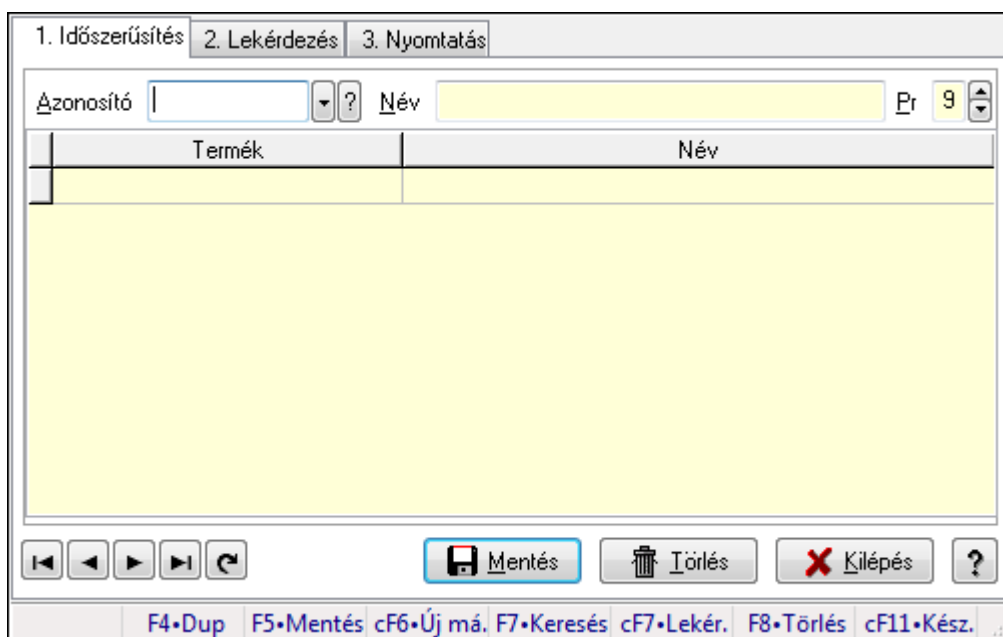 1. Időszerűsítés 2. Lekérdezés 3. Nyomtatás
Azonosító ? Név Pr 9
Termék Név
Mentés Törlés Kilépés ?
F4•Dup F5•Mentés cF6•Új má. F7•Keresés cF7•Lekér. F8•Törlés cF11•Kész.